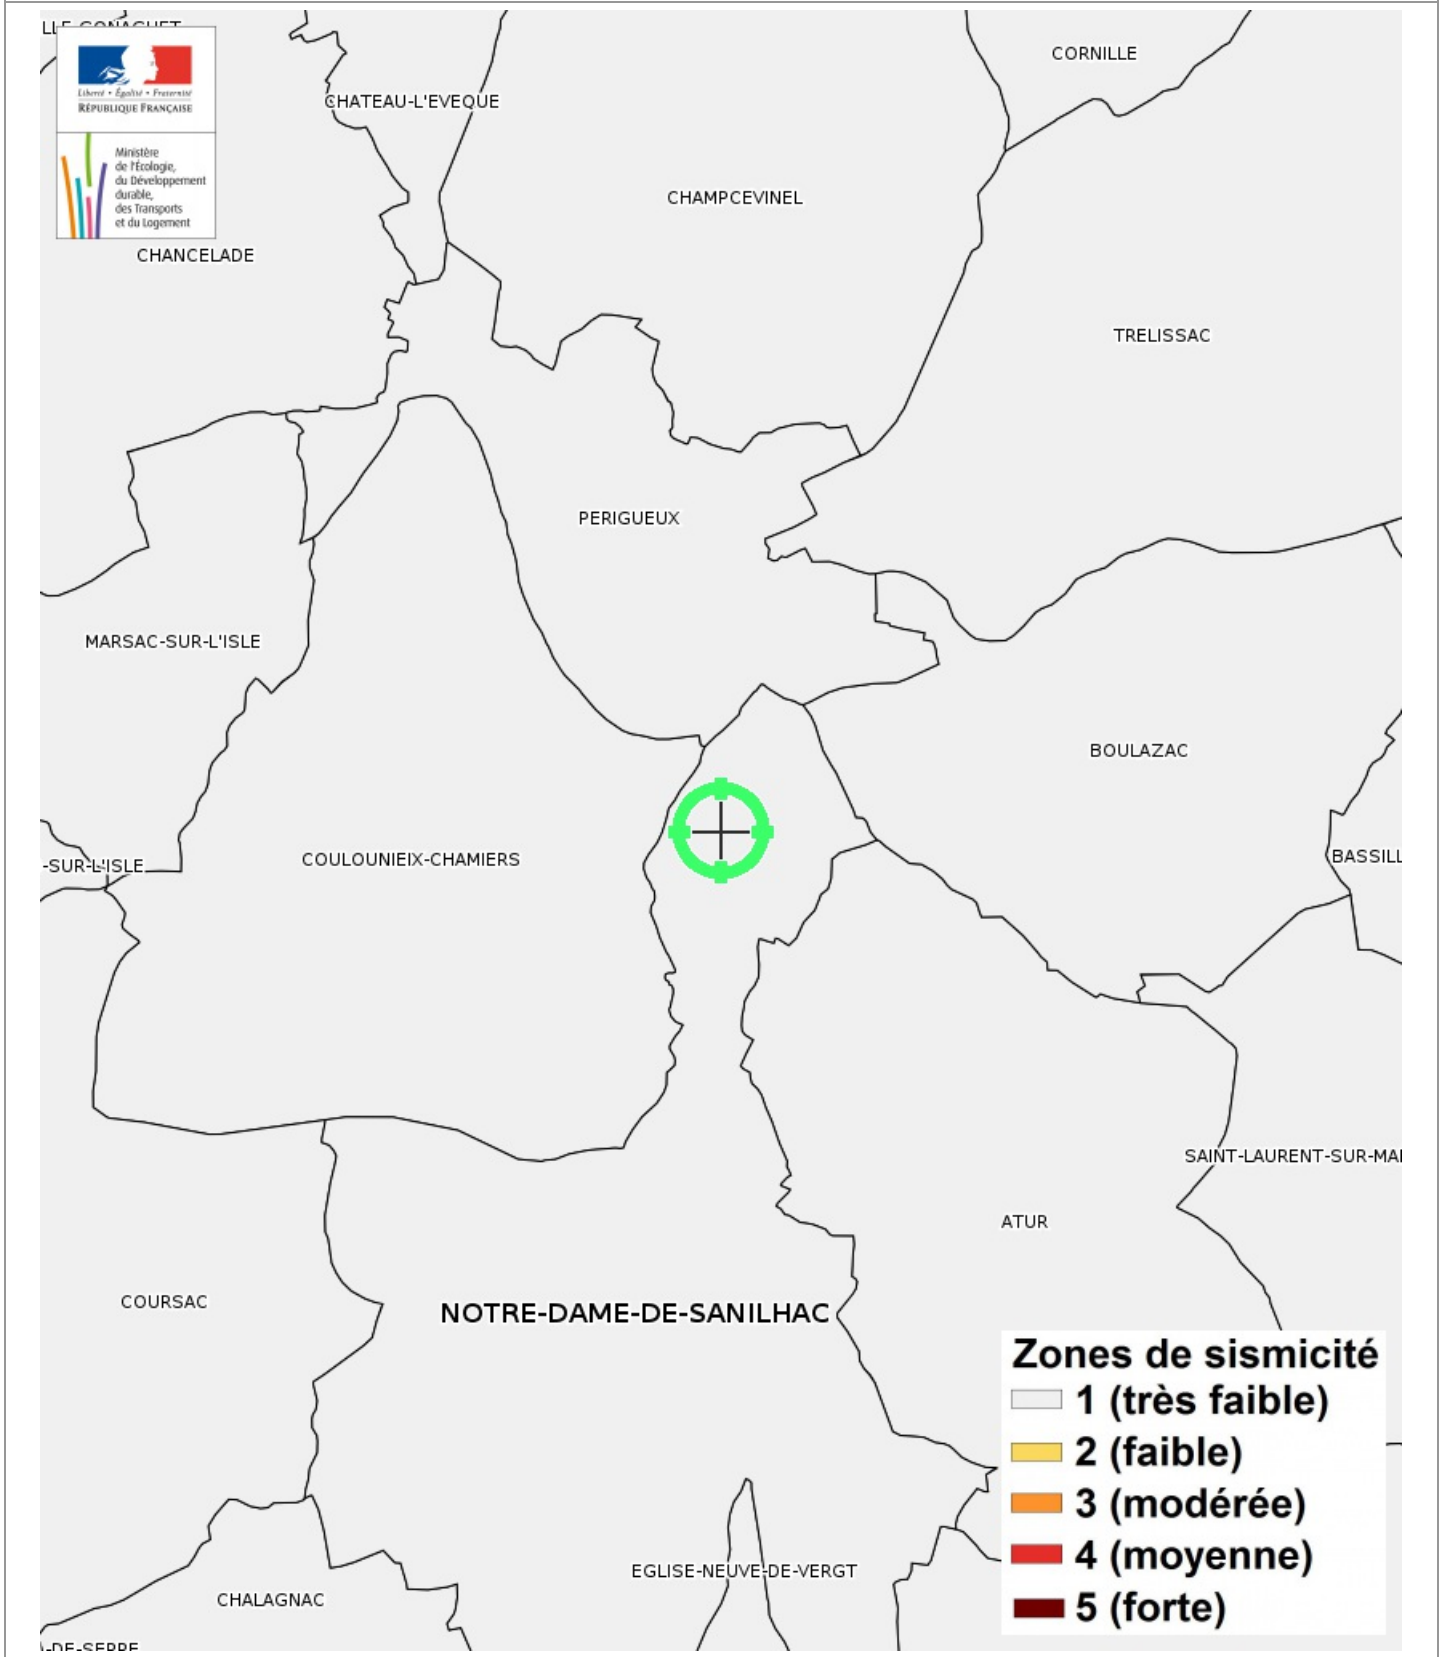 CORNILLE
Liberté • Égalité • Fraternité
RÉPUBLIQUE FRANÇAISE
CHATEAU-L'EVEQUE
Ministère
de l'Écologie,
du Développement
durable,
des Transports
et du Logement
CHAMPCEVINEL
CHANCELADE
TRELISSAC
PERIGUEUX
MARSAC-SUR-L'ISLE
BOULAZAC
-SUR-L'ISLE
COULOUNIEIX-CHAMIERS
BASSILL
SAINT-LAURENT-SUR-MA
ATUR
COURSAC
NOTRE-DAME-DE-SANILHAC
Zones de sismicité
1 (très faible)
2 (faible)
3 (modérée)
4 (moyenne)
5 (forte)
EGLISE-NEUVE-DE-VERGT
CHALAGNAC
-DE-SERRE